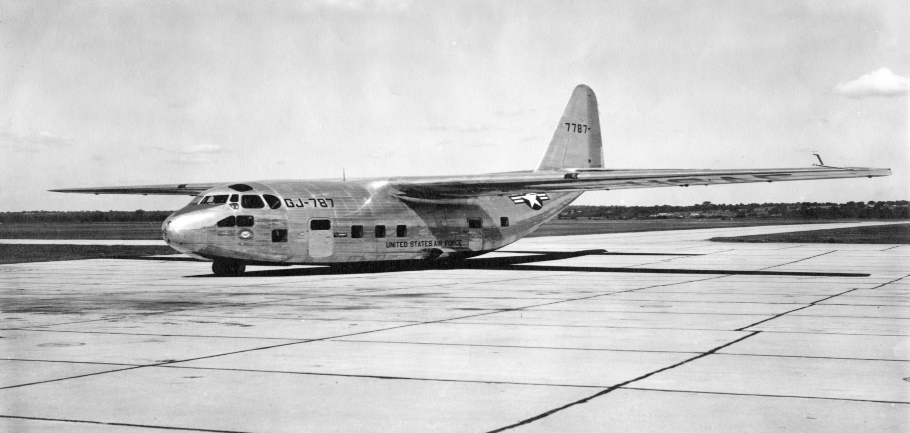 7787
GJ-787
UNITED STATES AIR FORCE